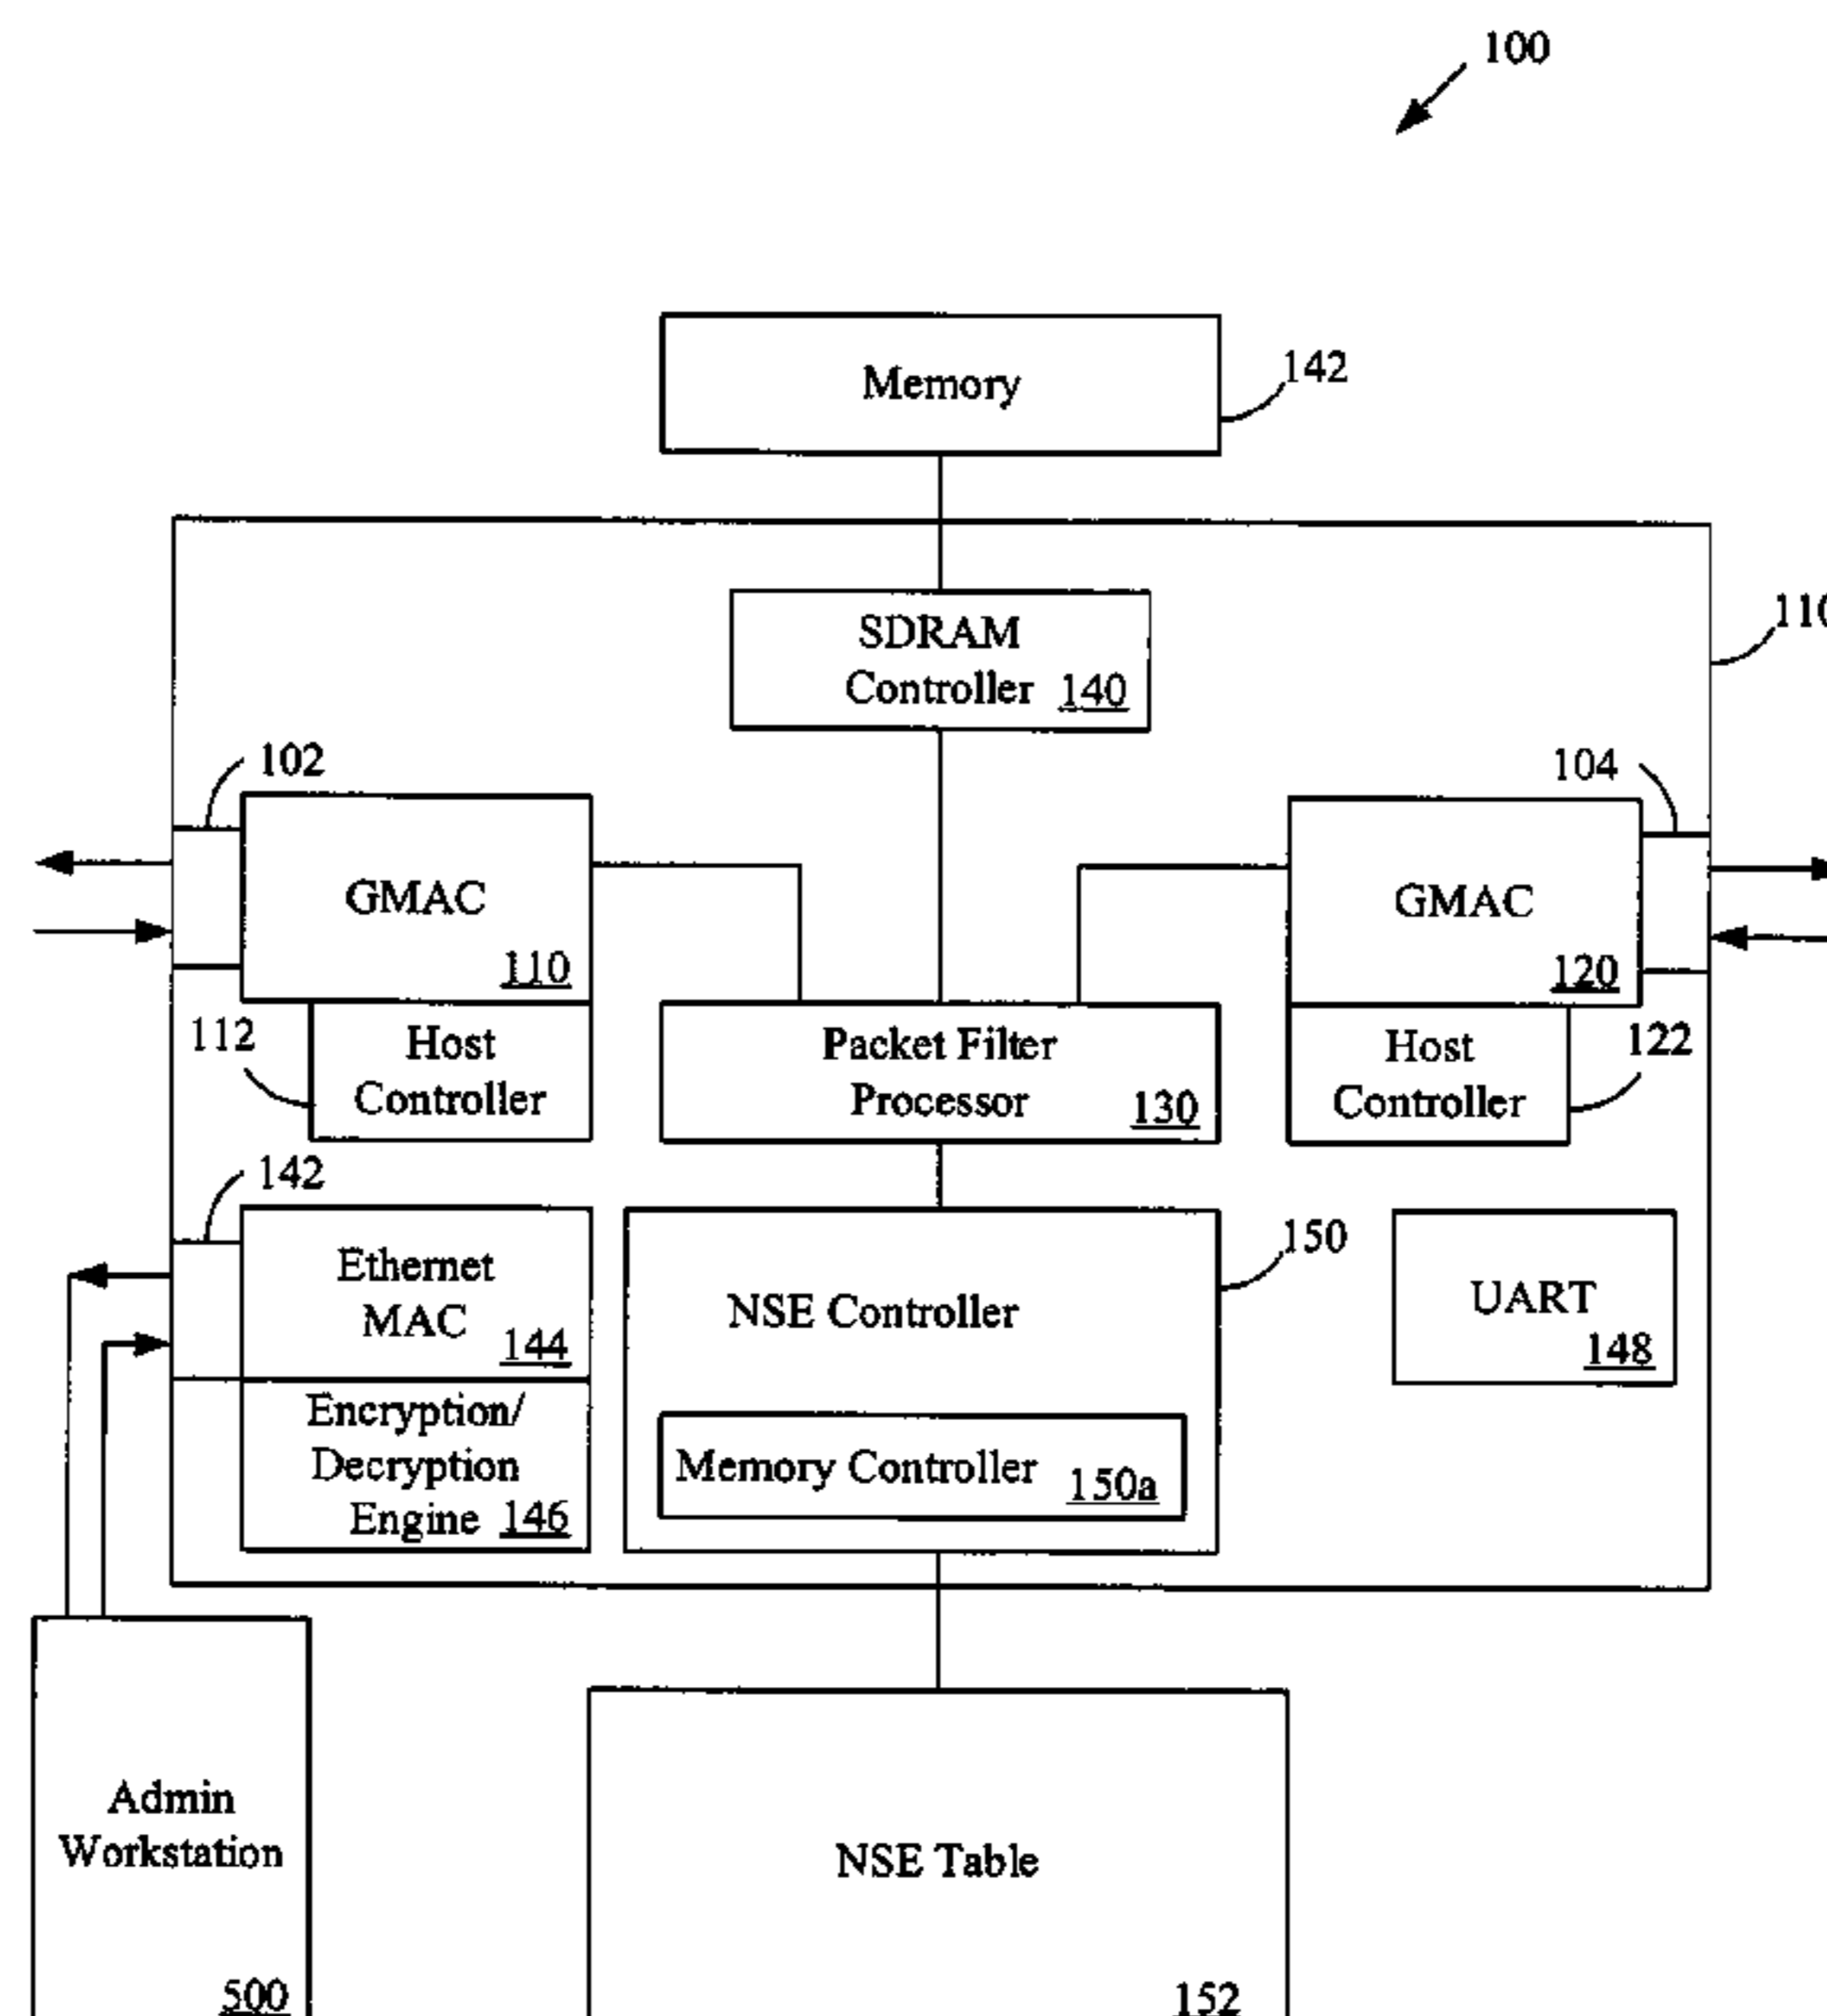 100
Memory
142
SDRAM
Controller 140
110
102
104
GMAC
110
GMAC
120
112
Host
Controller
Packet Filter
Processor 130
Host
Controller
122
142
Ethernet
MAC 144
NSE Controller
150
UART
148
Encryption/
Decryption
Engine 146
Memory Controller 150a
Admin
Workstation
500
NSE Table
152